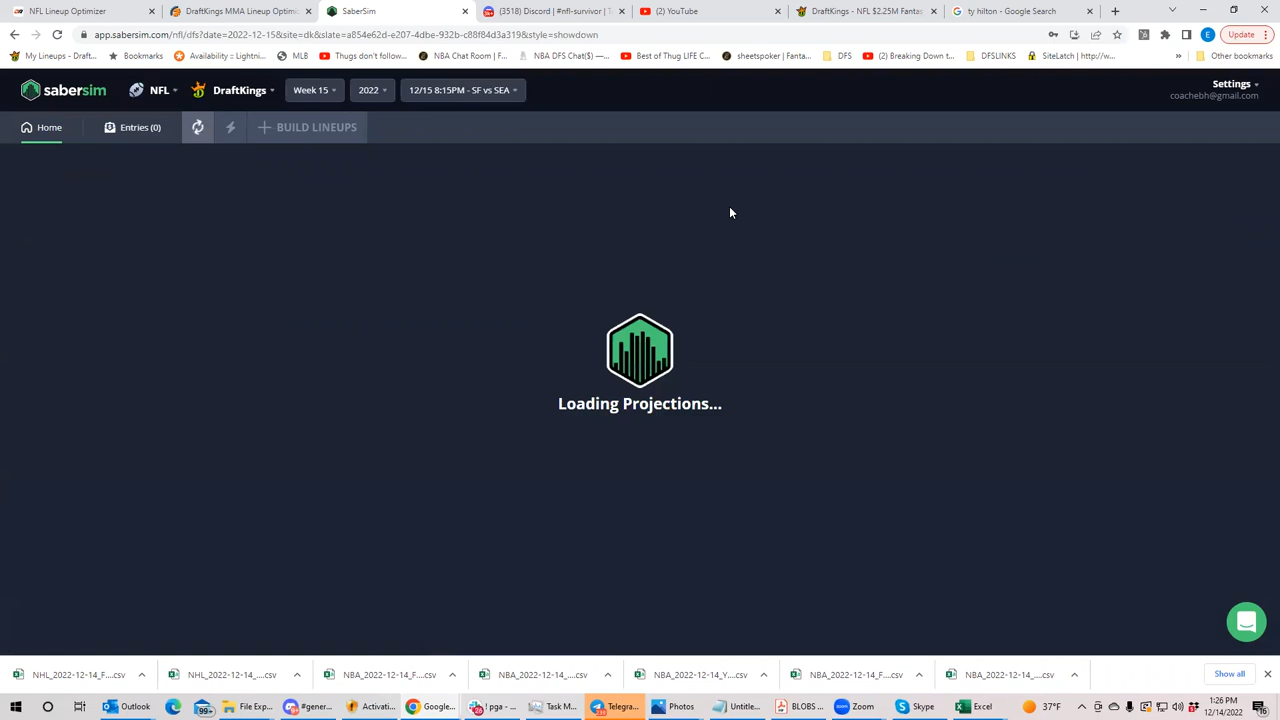 NFL Lineup Optimizer
DraftKings MMA Lineup Optim
SaberSim
(3518) Discord | #nfl-survivor | T
(2) YouTube
DraftKings - NFL $2.25M Fanta
ty hilton - Google Search
app.sabersim.com/nfl/dfs?date=2022-12-15&site=dk&slate=a854e62d-e207-4dbe-932b-c88f84d3a319&style=showdown
Update
My Lineups - Draft...
Bookmarks
Availability :: Lightni...
MLB
Thugs don't follow...
NBA Chat Room | F...
NBA DFS Chat($) —...
Best of Thug LIFE C...
sheetspoker | Fanta...
DFS
(2) Breaking Down t...
DFSLINKS
SiteLatch | http://w...
Other bookmarks
sabersim
NFL
DraftKings
Week 15
2022
12/15 8:15PM - SF vs SEA
Settings
coachebh@gmail.com
Home
Entries (0)
BUILD LINEUPS
Loading Projections...
NHL_2022-12-14_F....csv
NHL_2022-12-14_....csv
NBA_2022-12-14_F....csv
NBA_2022-12-14_....csv
NBA_2022-12-14_Y....csv
NBA_2022-12-14_F....csv
NBA_2022-12-14_....csv
Show all
Outlook
99+
File Exp...
#gener...
Activati...
Google...
! pga - ...
Task M...
Telegra...
Photos
Untitle...
BLOBS ...
Zoom
Skype
Excel
37°F
1:26 PM
12/14/2022